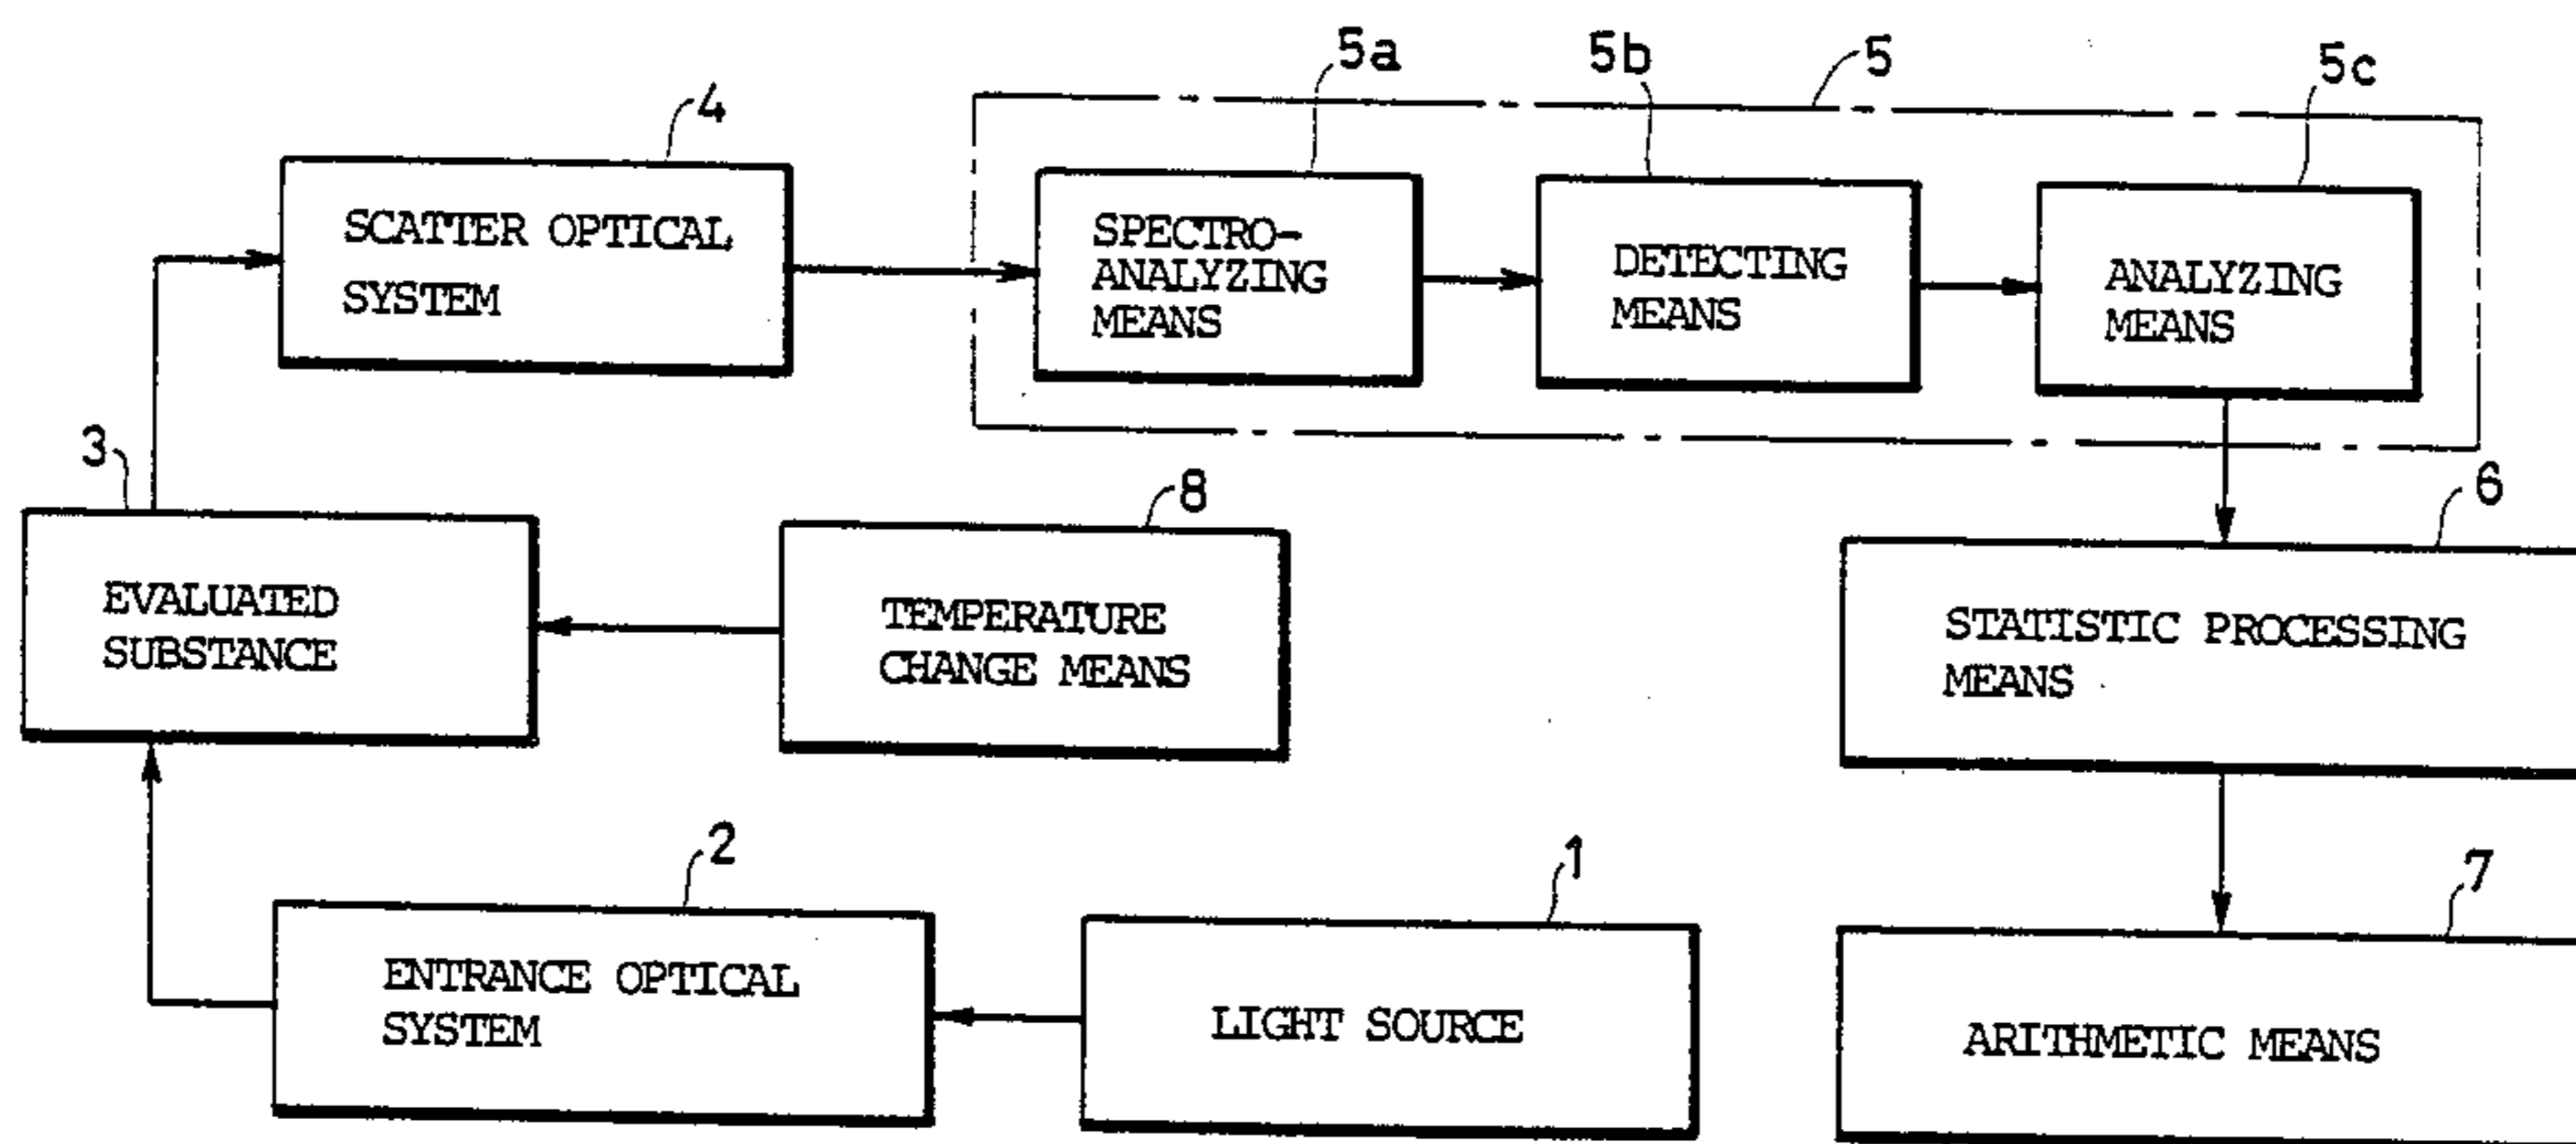 5a
5b
5
5c
4
SCATTER OPTICAL
SYSTEM
SPECTRO-
ANALYZING
MEANS
DETECTING
MEANS
ANALYZING
MEANS
3
8
6
EVALUATED
SUBSTANCE
TEMPERATURE
CHANGE MEANS
STATISTIC PROCESSING
MEANS
2
1
7
ENTRANCE OPTICAL
SYSTEM
LIGHT SOURCE
ARITHMETIC MEANS